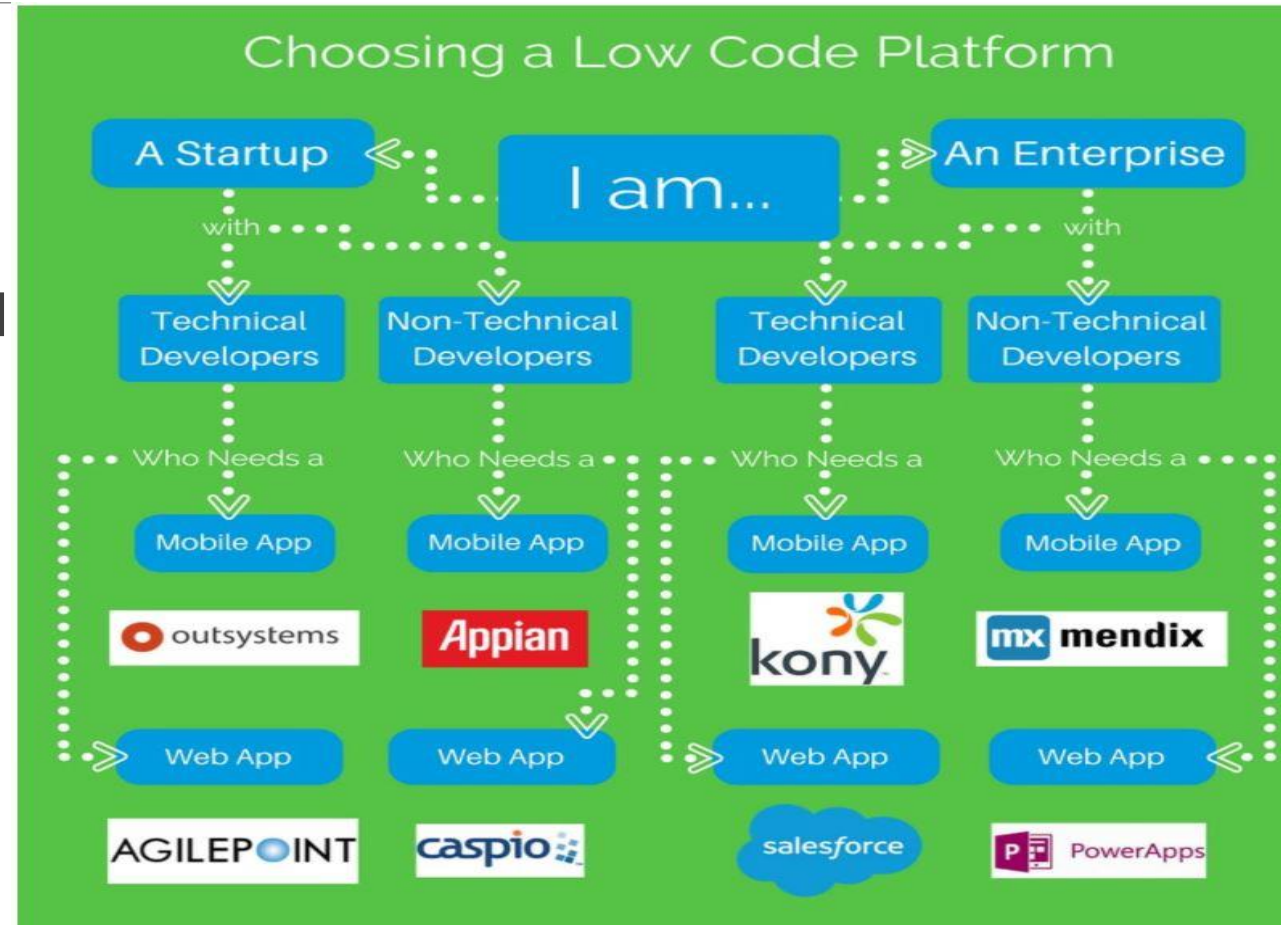 Choosing a Low Code Platform
A Startup
I am...
An Enterprise
with
with
Technical
Developers
Non-Technical
Developers
Technical
Developers
Non-Technical
Developers
Who Needs a
Who Needs a
Who Needs a
Who Needs a
Mobile App
Mobile App
Mobile App
Mobile App
outsystems
Appian
kony
mx mendix
Web App
Web App
Web App
Web App
AGILEPOINT
caspio
salesforce
P PowerApps